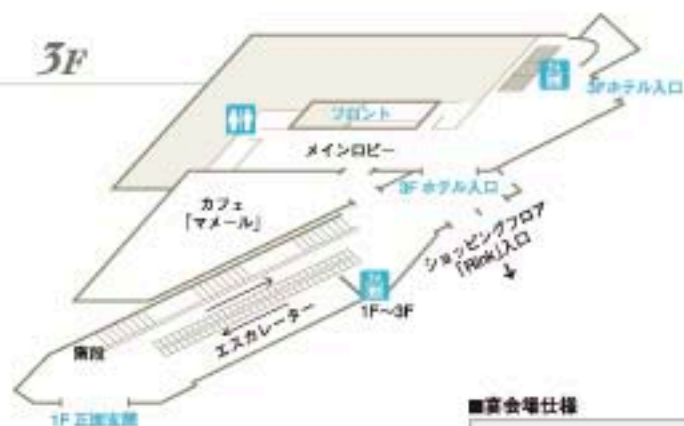 3F
フロント
3Fホテル入口
メインロビー
3F ホテル入口
カフェ
「マメール」
ショッピングフロア
「Rink」入口
1F〜3F
エスカレーター
階段
1F 正面玄関
■宴会場仕様